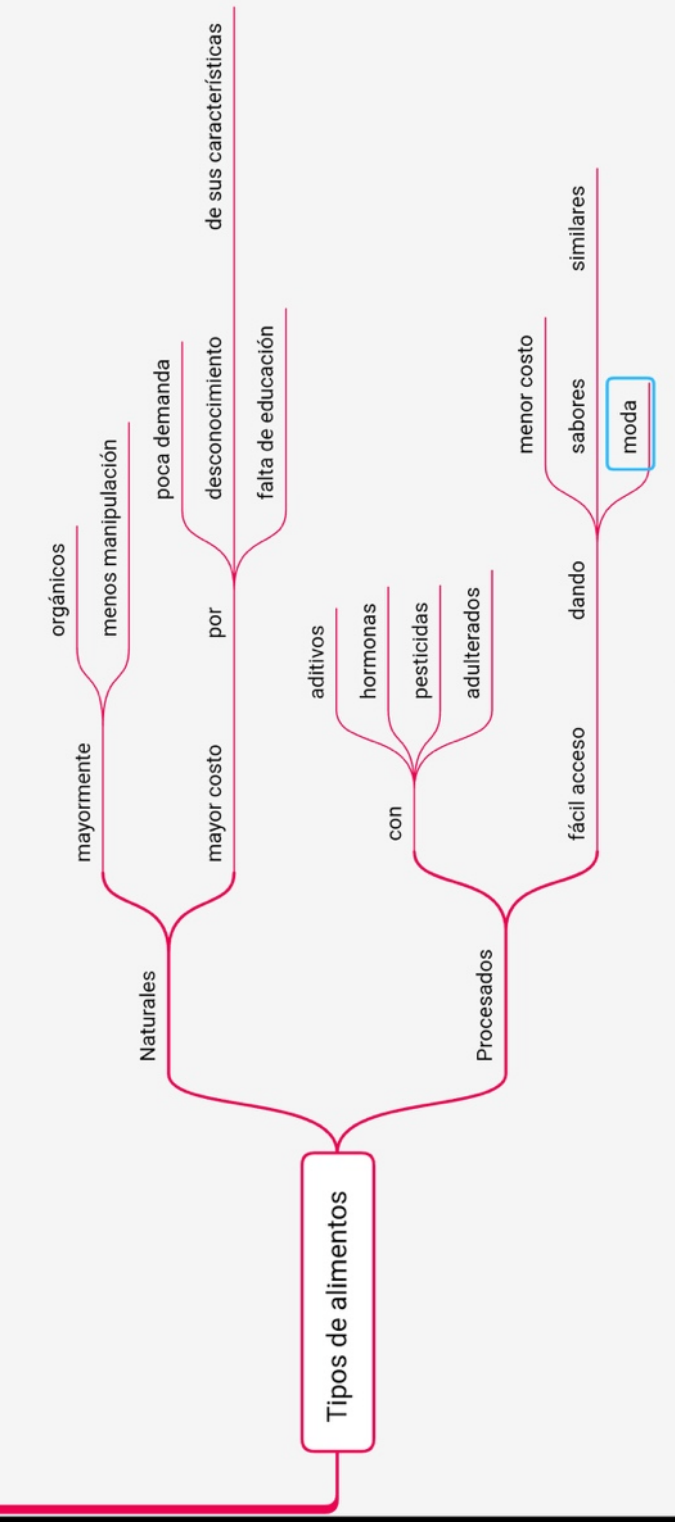 Tipos de alimentos
Naturales
mayormente
orgánicos
menos manipulación
mayor costo
por
poca demanda
desconocimiento
de sus características
falta de educación
Procesados
con
aditivos
hormonas
pesticidas
adulterados
fácil acceso
dando
menor costo
sabores
similares
moda